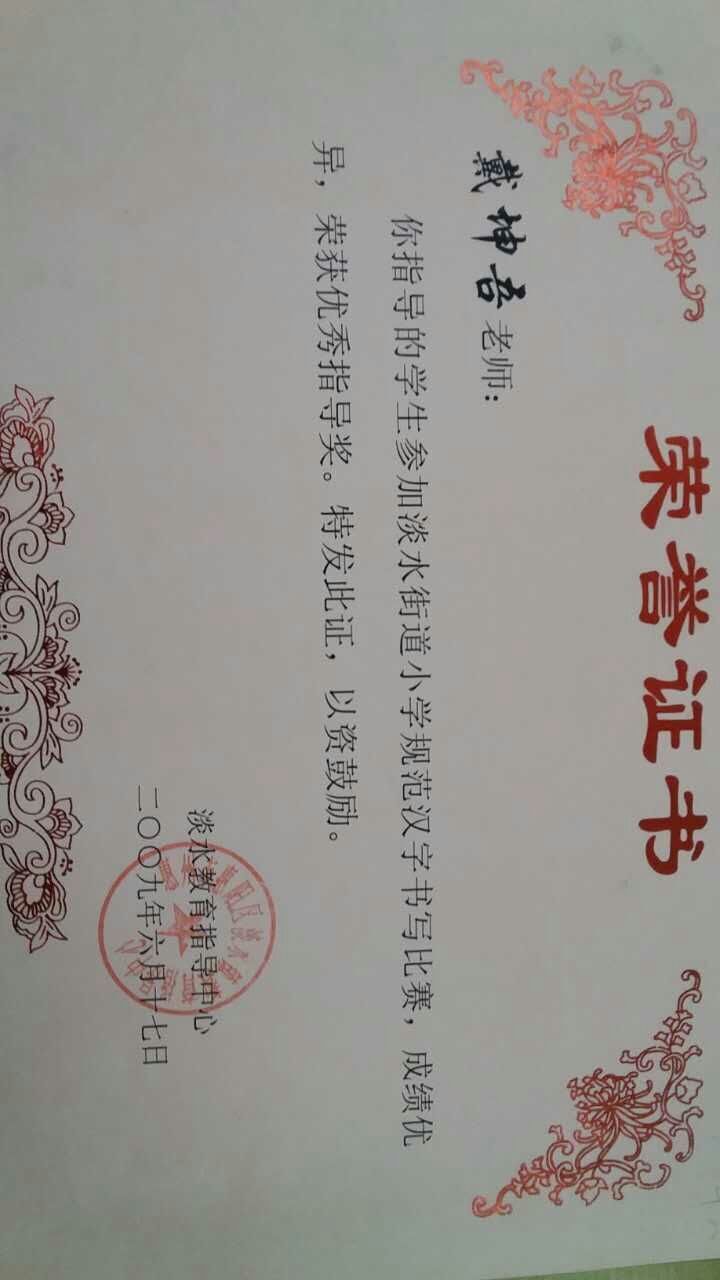 荣誉证书
戴坤吾老师：
你指导的学生参加淡水街道小学规范汉字书写比赛，成绩优
异，荣获优秀指导奖。特发此证，以资鼓励。
淡水教育指导中心
二〇〇九年六月十七日